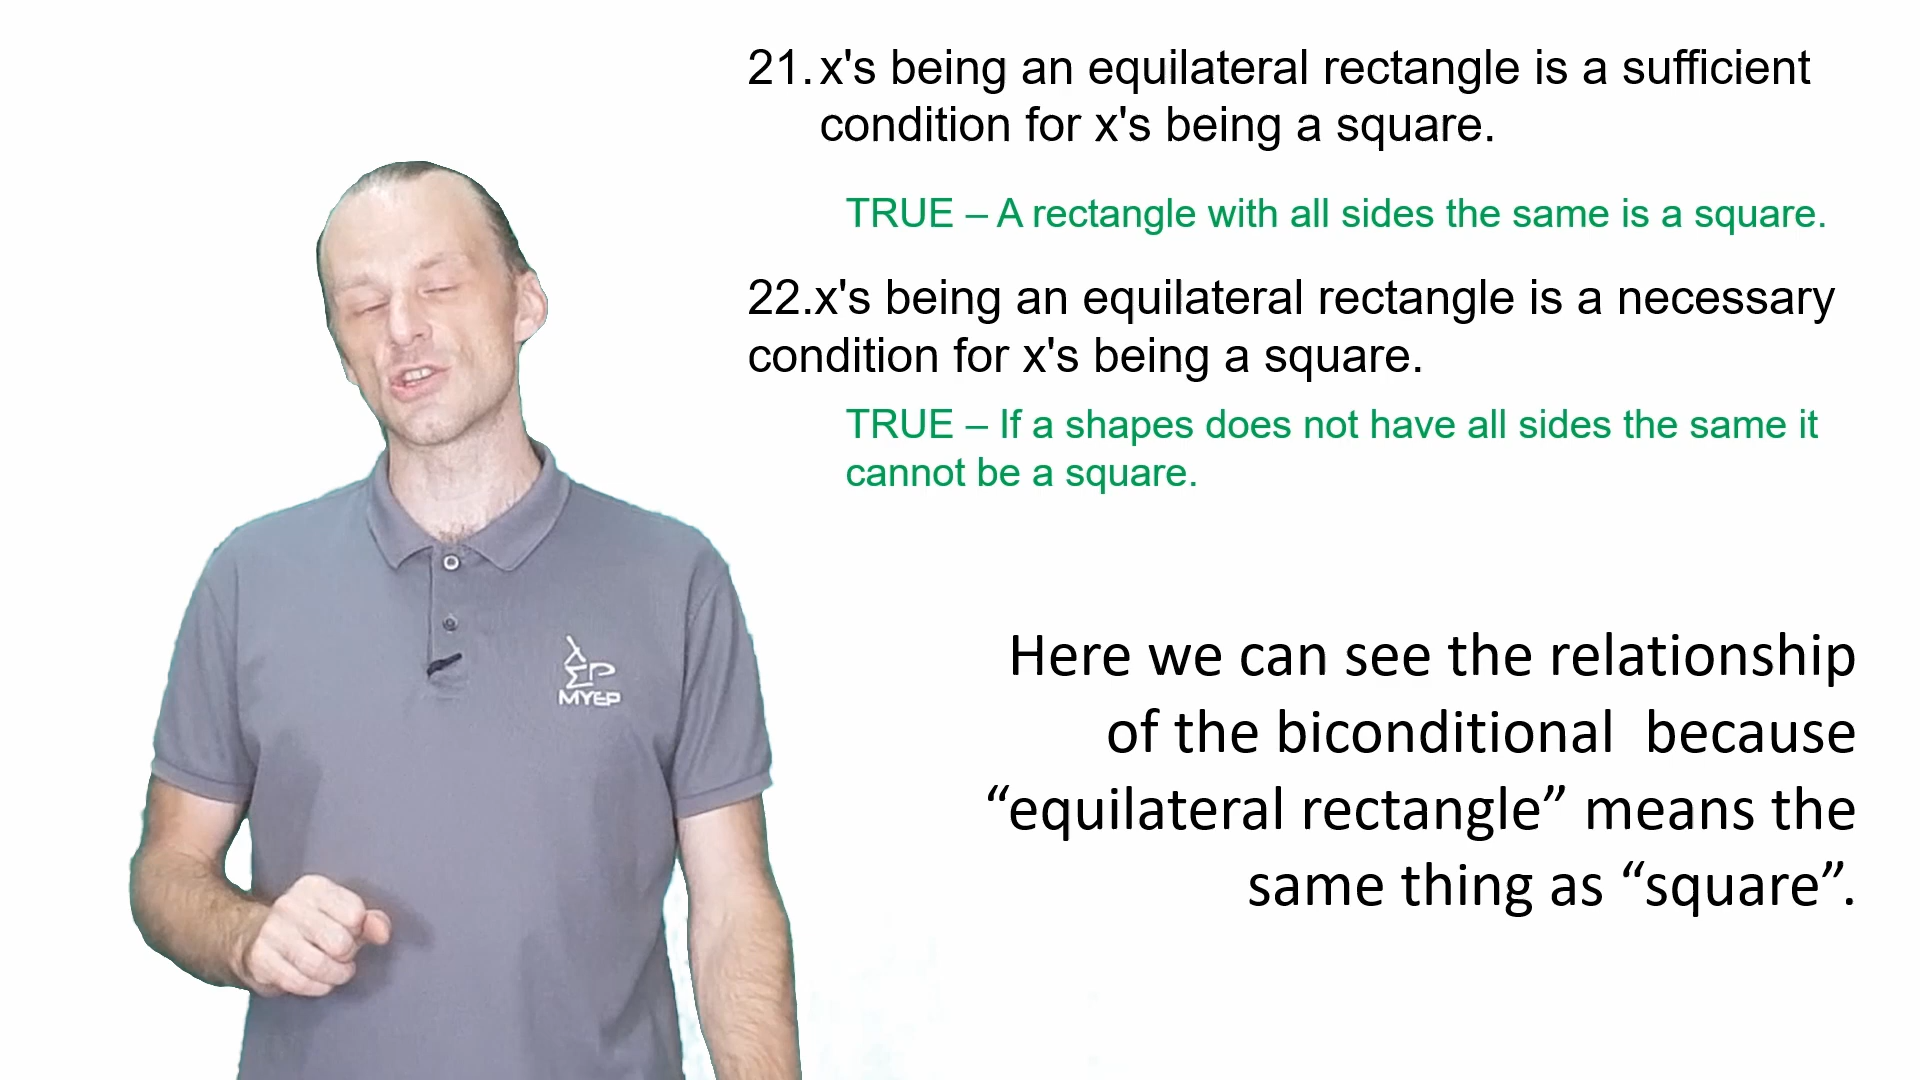 21. x's being an equilateral rectangle is a sufficient
condition for x's being a square.
TRUE – A rectangle with all sides the same is a square.
22.x's being an equilateral rectangle is a necessary
condition for x's being a square.
TRUE – If a shapes does not have all sides the same it
cannot be a square.
MYEP
Here we can see the relationship
of the biconditional because
“equilateral rectangle” means the
same thing as “square”.